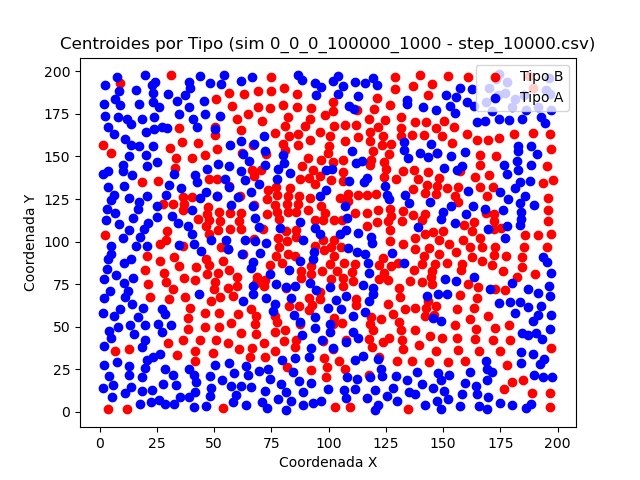 Centroides por Tipo (sim 0_0_0_100000_1000 - step_10000.csv)
200
175
150
125
100
75
50
25
0
Coordenada Y
Tipo B
Tipo A
0 25 50 75 100 125 150 175 200
Coordenada X